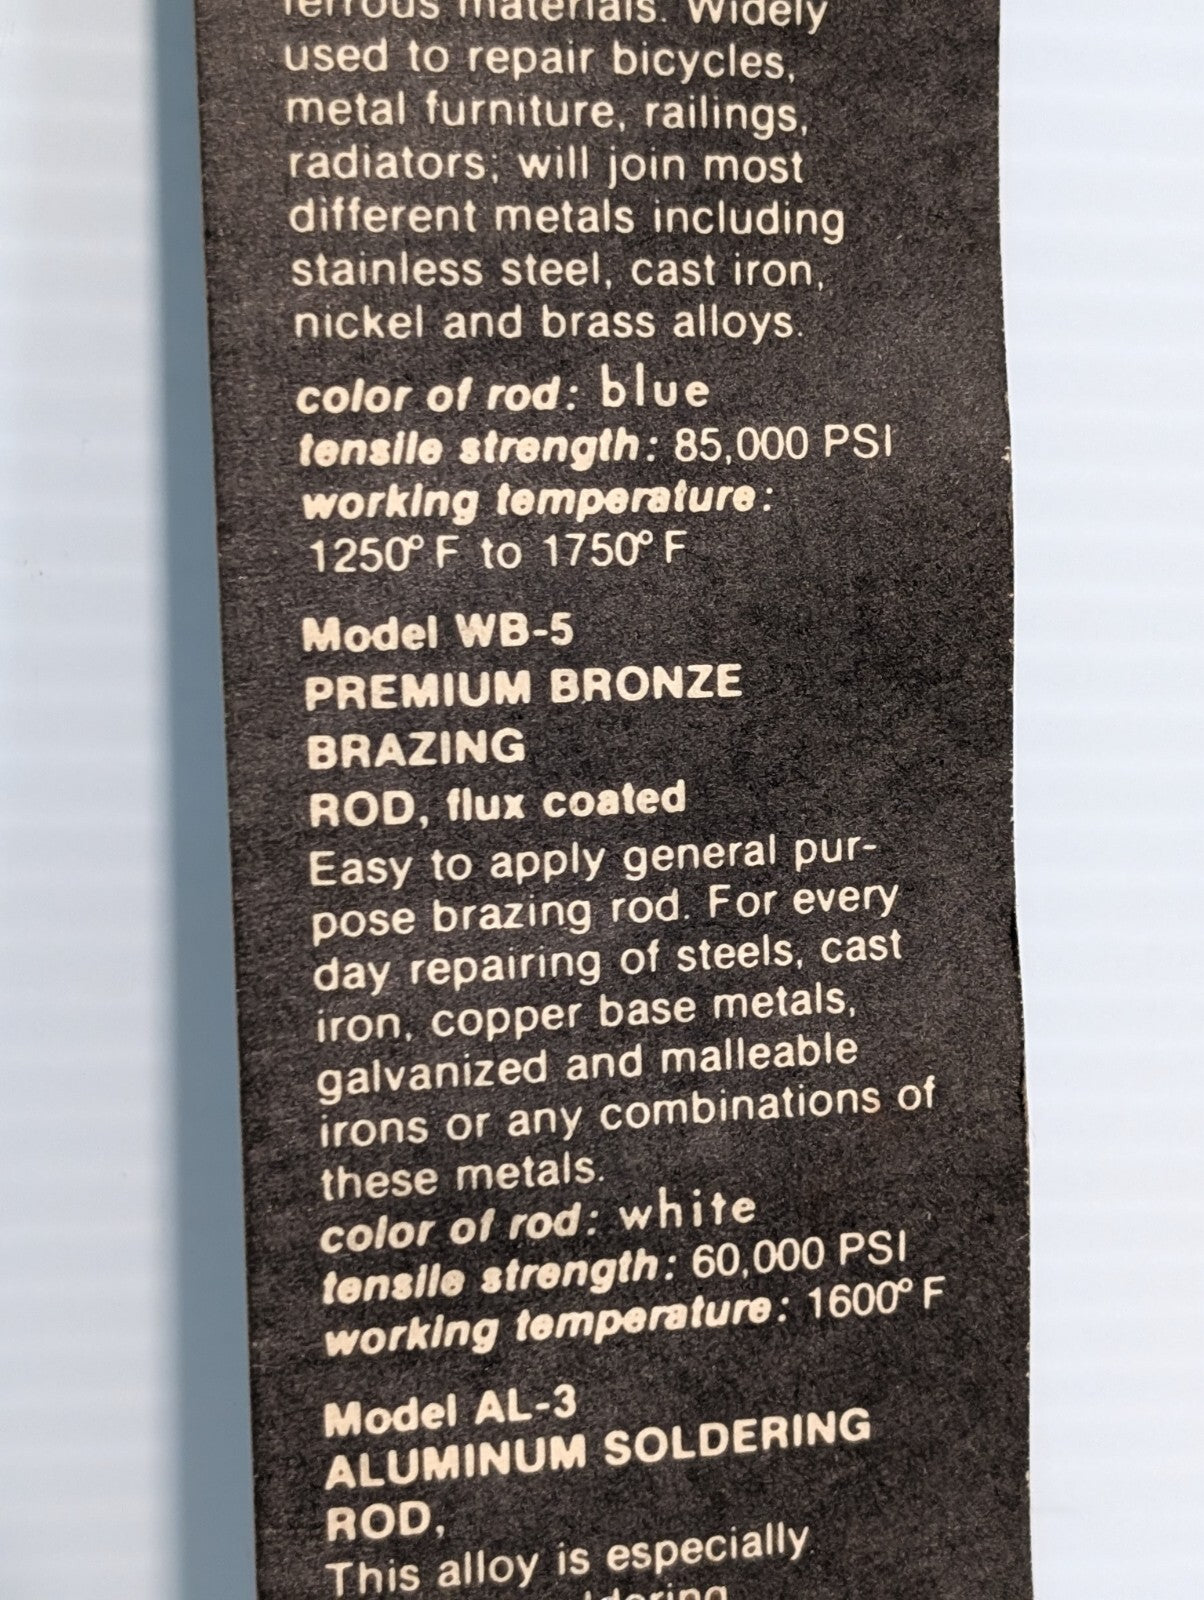 ferrous materials. Widely
used to repair bicycles,
metal furniture, railings,
radiators; will join most
different metals including
stainless steel, cast iron,
nickel and brass alloys.
color of rod: blue
tensile strength: 85,000 PSI
working temperature:
1250° F to 1750° F
Model WB-5
PREMIUM BRONZE
BRAZING
ROD, flux coated
Easy to apply general pur-
pose brazing rod. For every
day repairing of steels, cast
iron, copper base metals,
galvanized and malleable
irons or any combinations of
these metals.
color of rod: white
tensile strength: 60,000 PSI
working temperature: 1600° F
Model AL-3
ALUMINUM SOLDERING
ROD,
This alloy is especially